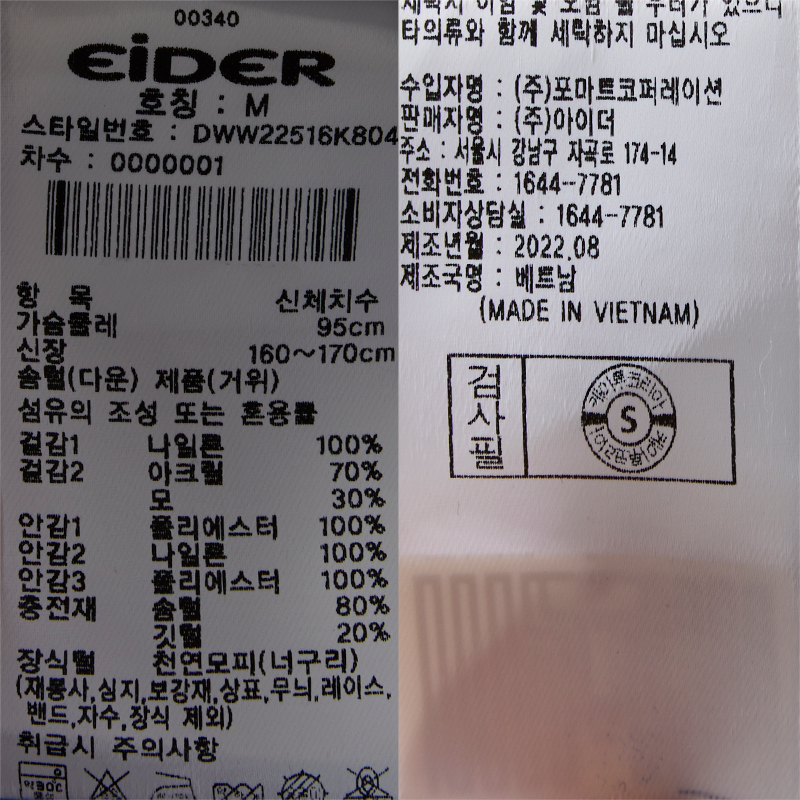 00340
EiDER
호칭 : M
스타일번호 : DWW22516K804
차수 : 0000001
항 목 신체치수
가슴둘레 95cm
신장 160~170cm
솜털(다운) 제품(거위)
섬유의 조성 또는 혼용률
겉감1 나일론 100%
겉감2 아크릴 70%
모 30%
안감1 폴리에스터 100%
안감2 나일론 100%
안감3 폴리에스터 100%
충전재 솜털 80%
깃털 20%
장식털 천연모피(너구리)
(재봉사,심지,보강재,상표,무늬,레이스,
밴드,자수,장식 제외)
취급시 주의사항
약30℃
타의류와 함께 세탁하지 마십시오
수입자명 : (주)포마트코퍼레이션
판매자명 : (주)아이더
주소 : 서울시 강남구 자곡로 174-14
전화번호 : 1644-7781
소비자상담실 : 1644-7781
제조년월 : 2022.08
제조국명 : 베트남
(MADE IN VIETNAM)
검사필
S